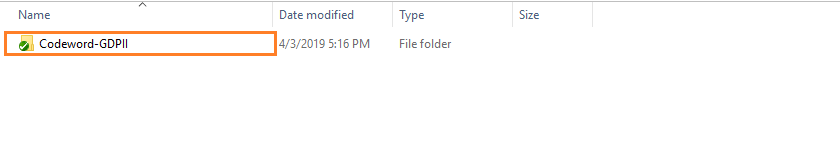 Name Date modified Type Size
Codeword-GDPII 4/3/2019 5:16 PM File folder